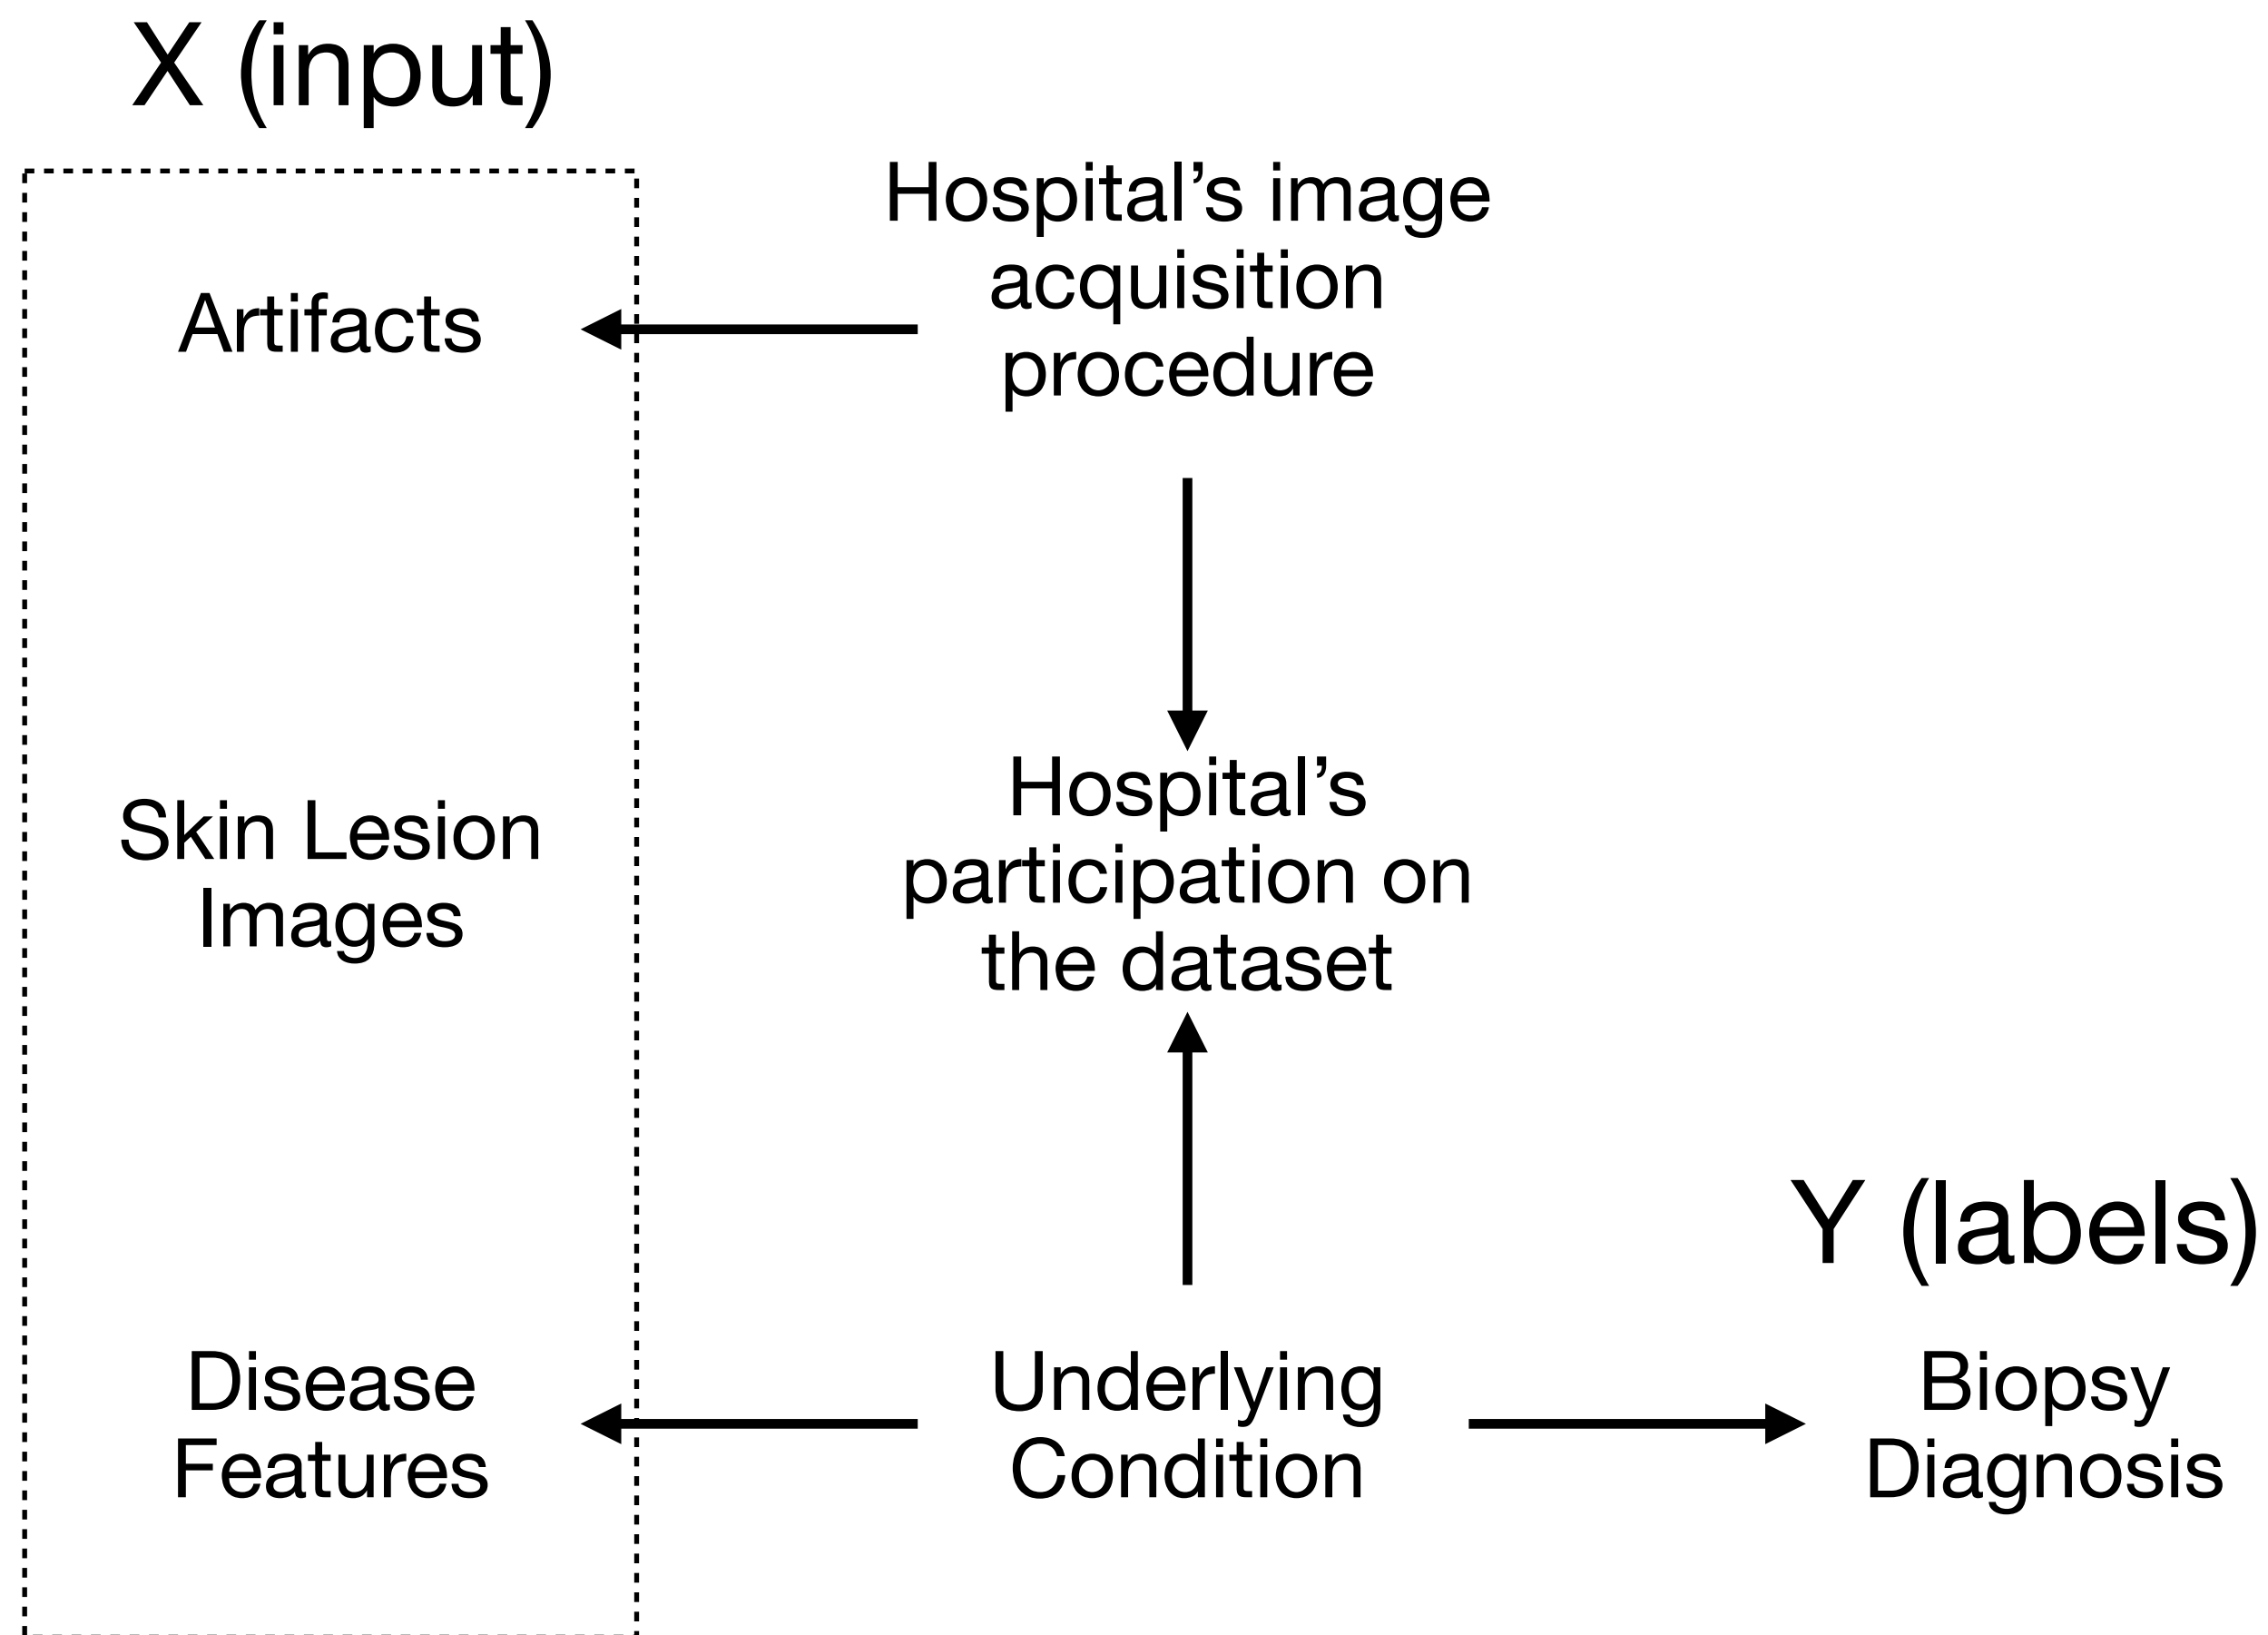 X (input)
Hospital’s image
acquisition
procedure
Artifacts
Skin Lesion
Images
Hospital’s
participation on
the dataset
Y (labels)
Disease
Features
Underlying
Condition
Biopsy
Diagnosis